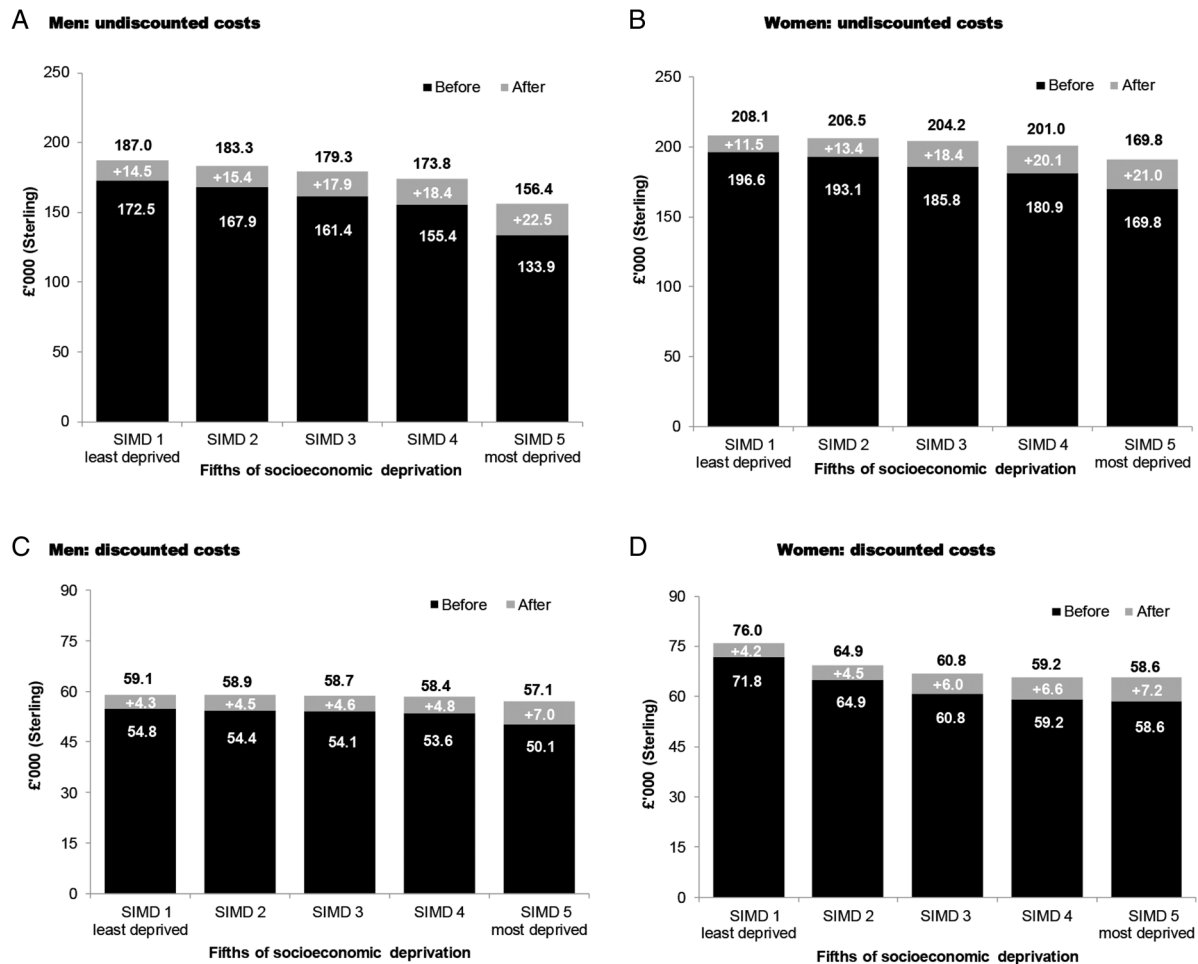 A Men: undiscounted costs
250
200
150
100
50
0
£'000 (Sterling)
Before After
187.0 183.3 179.3 173.8 156.4
+14.5 +15.4 +17.9 +18.4 +22.5
172.5 167.9 161.4 155.4 133.9
SIMD 1 SIMD 2 SIMD 3 SIMD 4 SIMD 5
least deprived most deprived
Fifths of socioeconomic deprivation
B Women: undiscounted costs
250
200
150
100
50
0
£'000 (Sterling)
Before After
208.1 206.5 204.2 201.0 169.8
+11.5 +13.4 +18.4 +20.1 +21.0
196.6 193.1 185.8 180.9 169.8
SIMD 1 SIMD 2 SIMD 3 SIMD 4 SIMD 5
least deprived most deprived
Fifths of socioeconomic deprivation
C Men: discounted costs
90
75
60
45
30
15
0
£'000 (Sterling)
Before After
59.1 58.9 58.7 58.4 57.1
+4.3 +4.5 +4.6 +4.8 +7.0
54.8 54.4 54.1 53.6 50.1
SIMD 1 SIMD 2 SIMD 3 SIMD 4 SIMD 5
least deprived most deprived
Fifths of socioeconomic deprivation
D Women: discounted costs
90
75
60
45
30
15
0
£'000 (Sterling)
Before After
76.0 64.9 60.8 59.2 58.6
+4.2 +4.5 +6.0 +6.6 +7.2
71.8 64.9 60.8 59.2 58.6
SIMD 1 SIMD 2 SIMD 3 SIMD 4 SIMD 5
least deprived most deprived
Fifths of socioeconomic deprivation